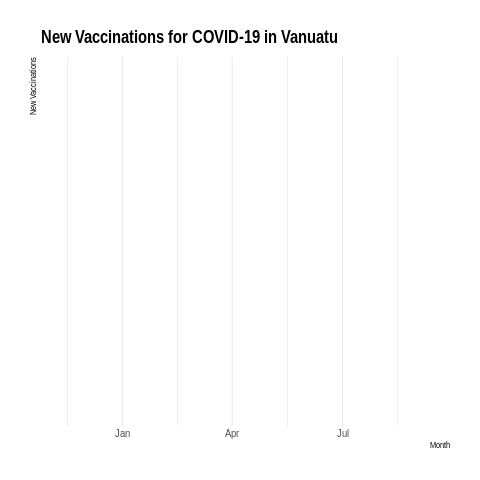 New Vaccinations for COVID-19 in Vanuatu
New Vaccinations
Jan Apr Jul
Month